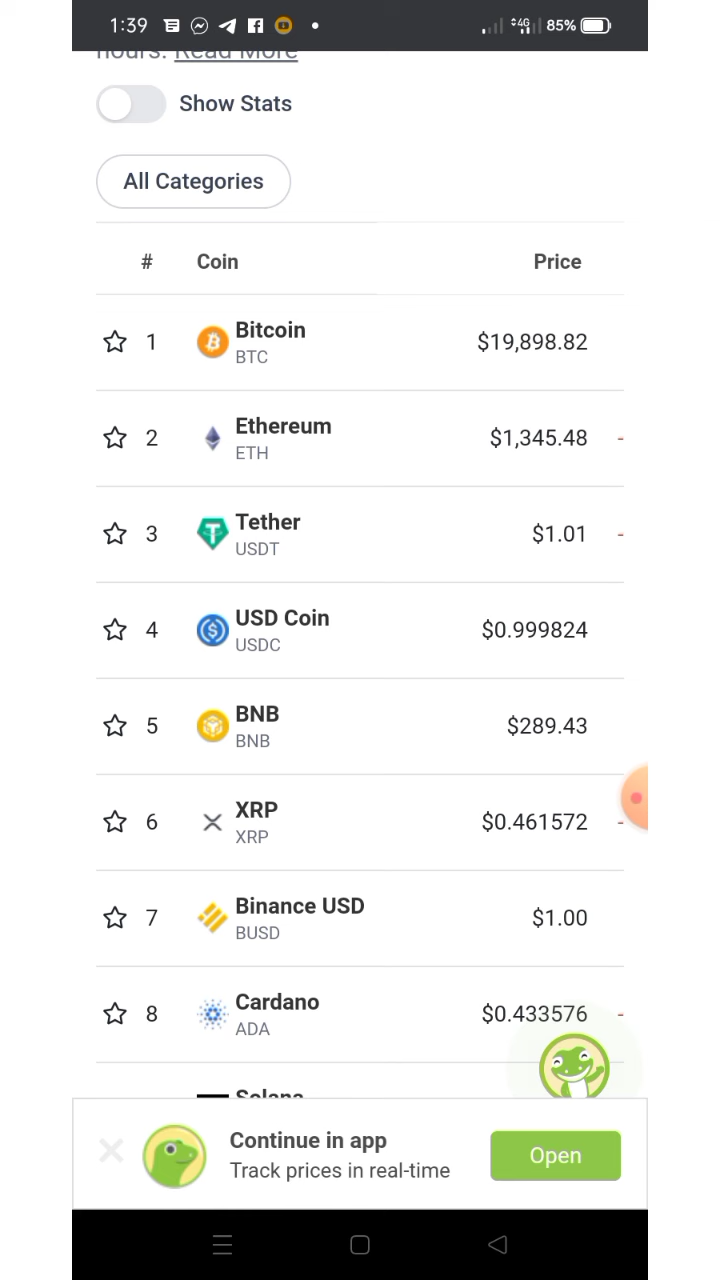 1:39
4G
85%
hours. Read More
Show Stats
All Categories
# Coin Price
1 Bitcoin $19,898.82
BTC
2 Ethereum $1,345.48 -
ETH
3 Tether $1.01 -
USDT
4 USD Coin $0.999824
USDC
5 BNB $289.43
BNB
6 XRP $0.461572 -
XRP
7 Binance USD $1.00
BUSD
8 Cardano $0.433576 -
ADA
Solana
Continue in app
Track prices in real-time
Open